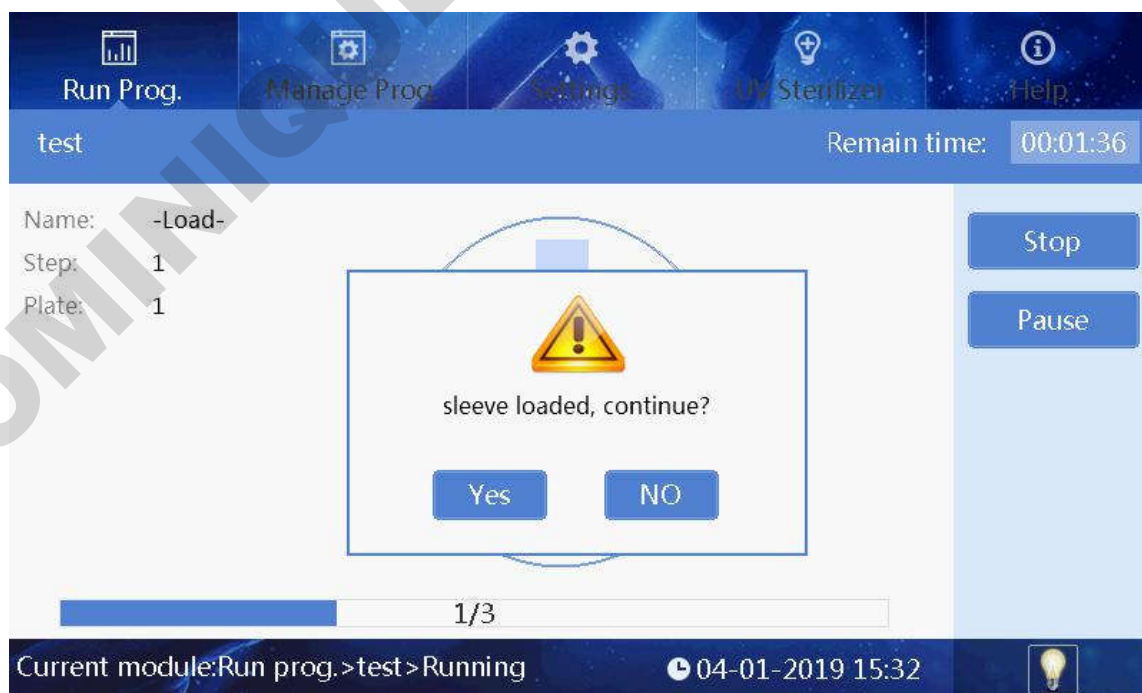 Run Prog.
Manage Prog.
Settings
UV Sterilizer
Help
test
Remain time: 00:01:36
Name: -Load-
Step: 1
Plate: 1
Stop
Pause
sleeve loaded, continue?
Yes
NO
1/3
Current module:Run prog.>test>Running
04-01-2019 15:32